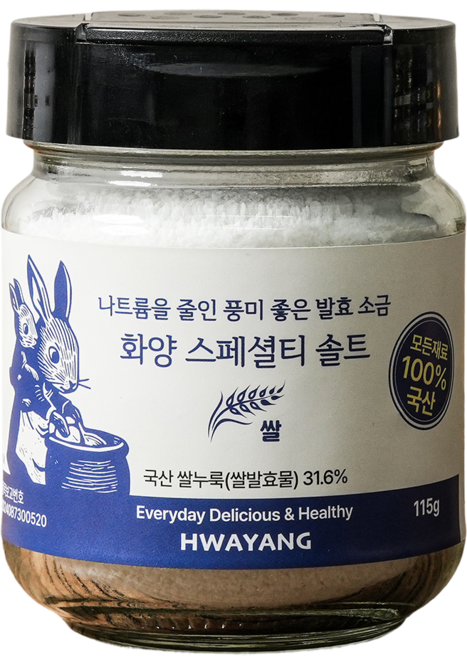 나트륨을 줄인 풍미 좋은 발효 소금
화양 스페셜티 솔트
모든재료
100%
국산
쌀
국산 쌀누룩(쌀발효물) 31.6%
Everyday Delicious & Healthy
115g
HWAYANG